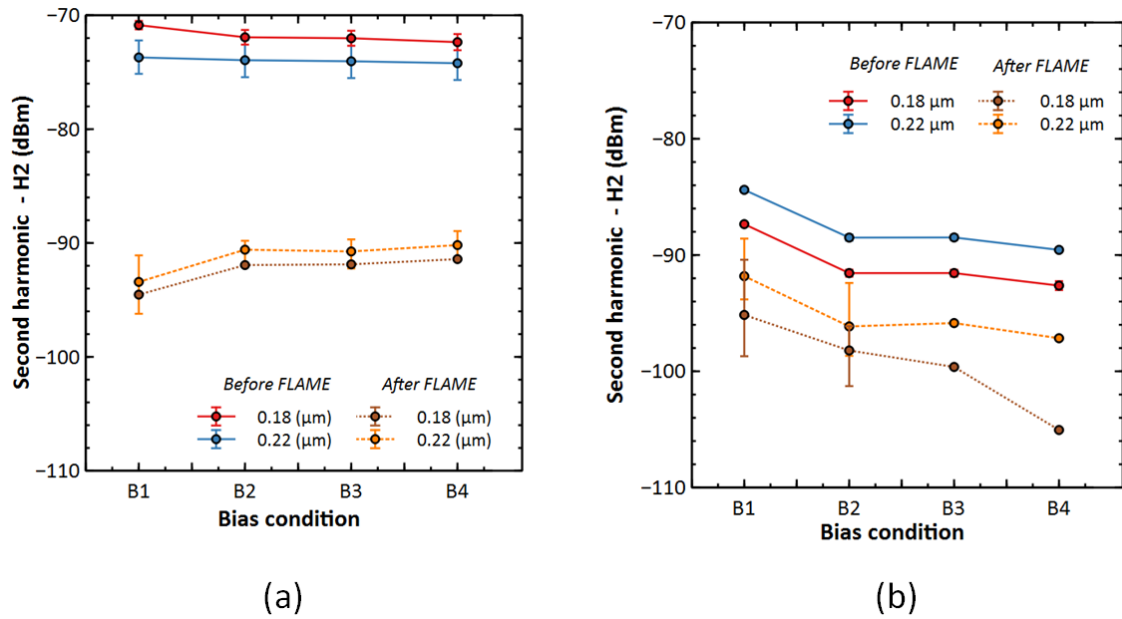 −70
−80
−90
−100
−110
Second harmonic - H2 (dBm)
Before FLAME After FLAME
0.18 (μm) 0.18 (μm)
0.22 (μm) 0.22 (μm)
B1 B2 B3 B4
Bias condition
(a)
−70
−80
−90
−100
−110
Second harmonic - H2 (dBm)
Before FLAME After FLAME
0.18 μm 0.18 μm
0.22 μm 0.22 μm
B1 B2 B3 B4
Bias condition
(b)